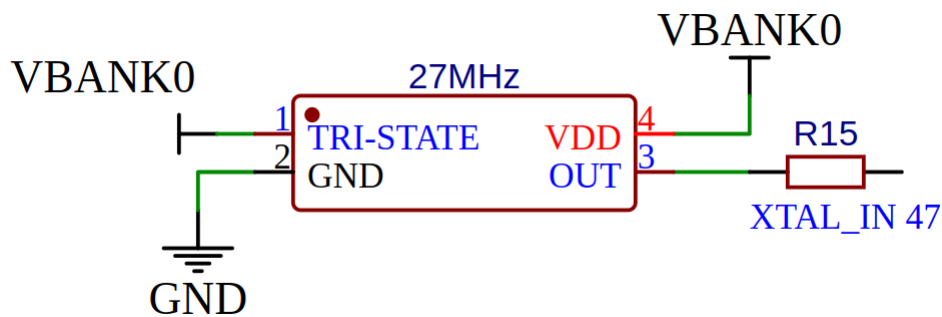 VBANK0
VBANK0
27MHz
1
TRI-STATE
VDD
4
2
GND
OUT
3
R15
XTAL_IN 47
GND